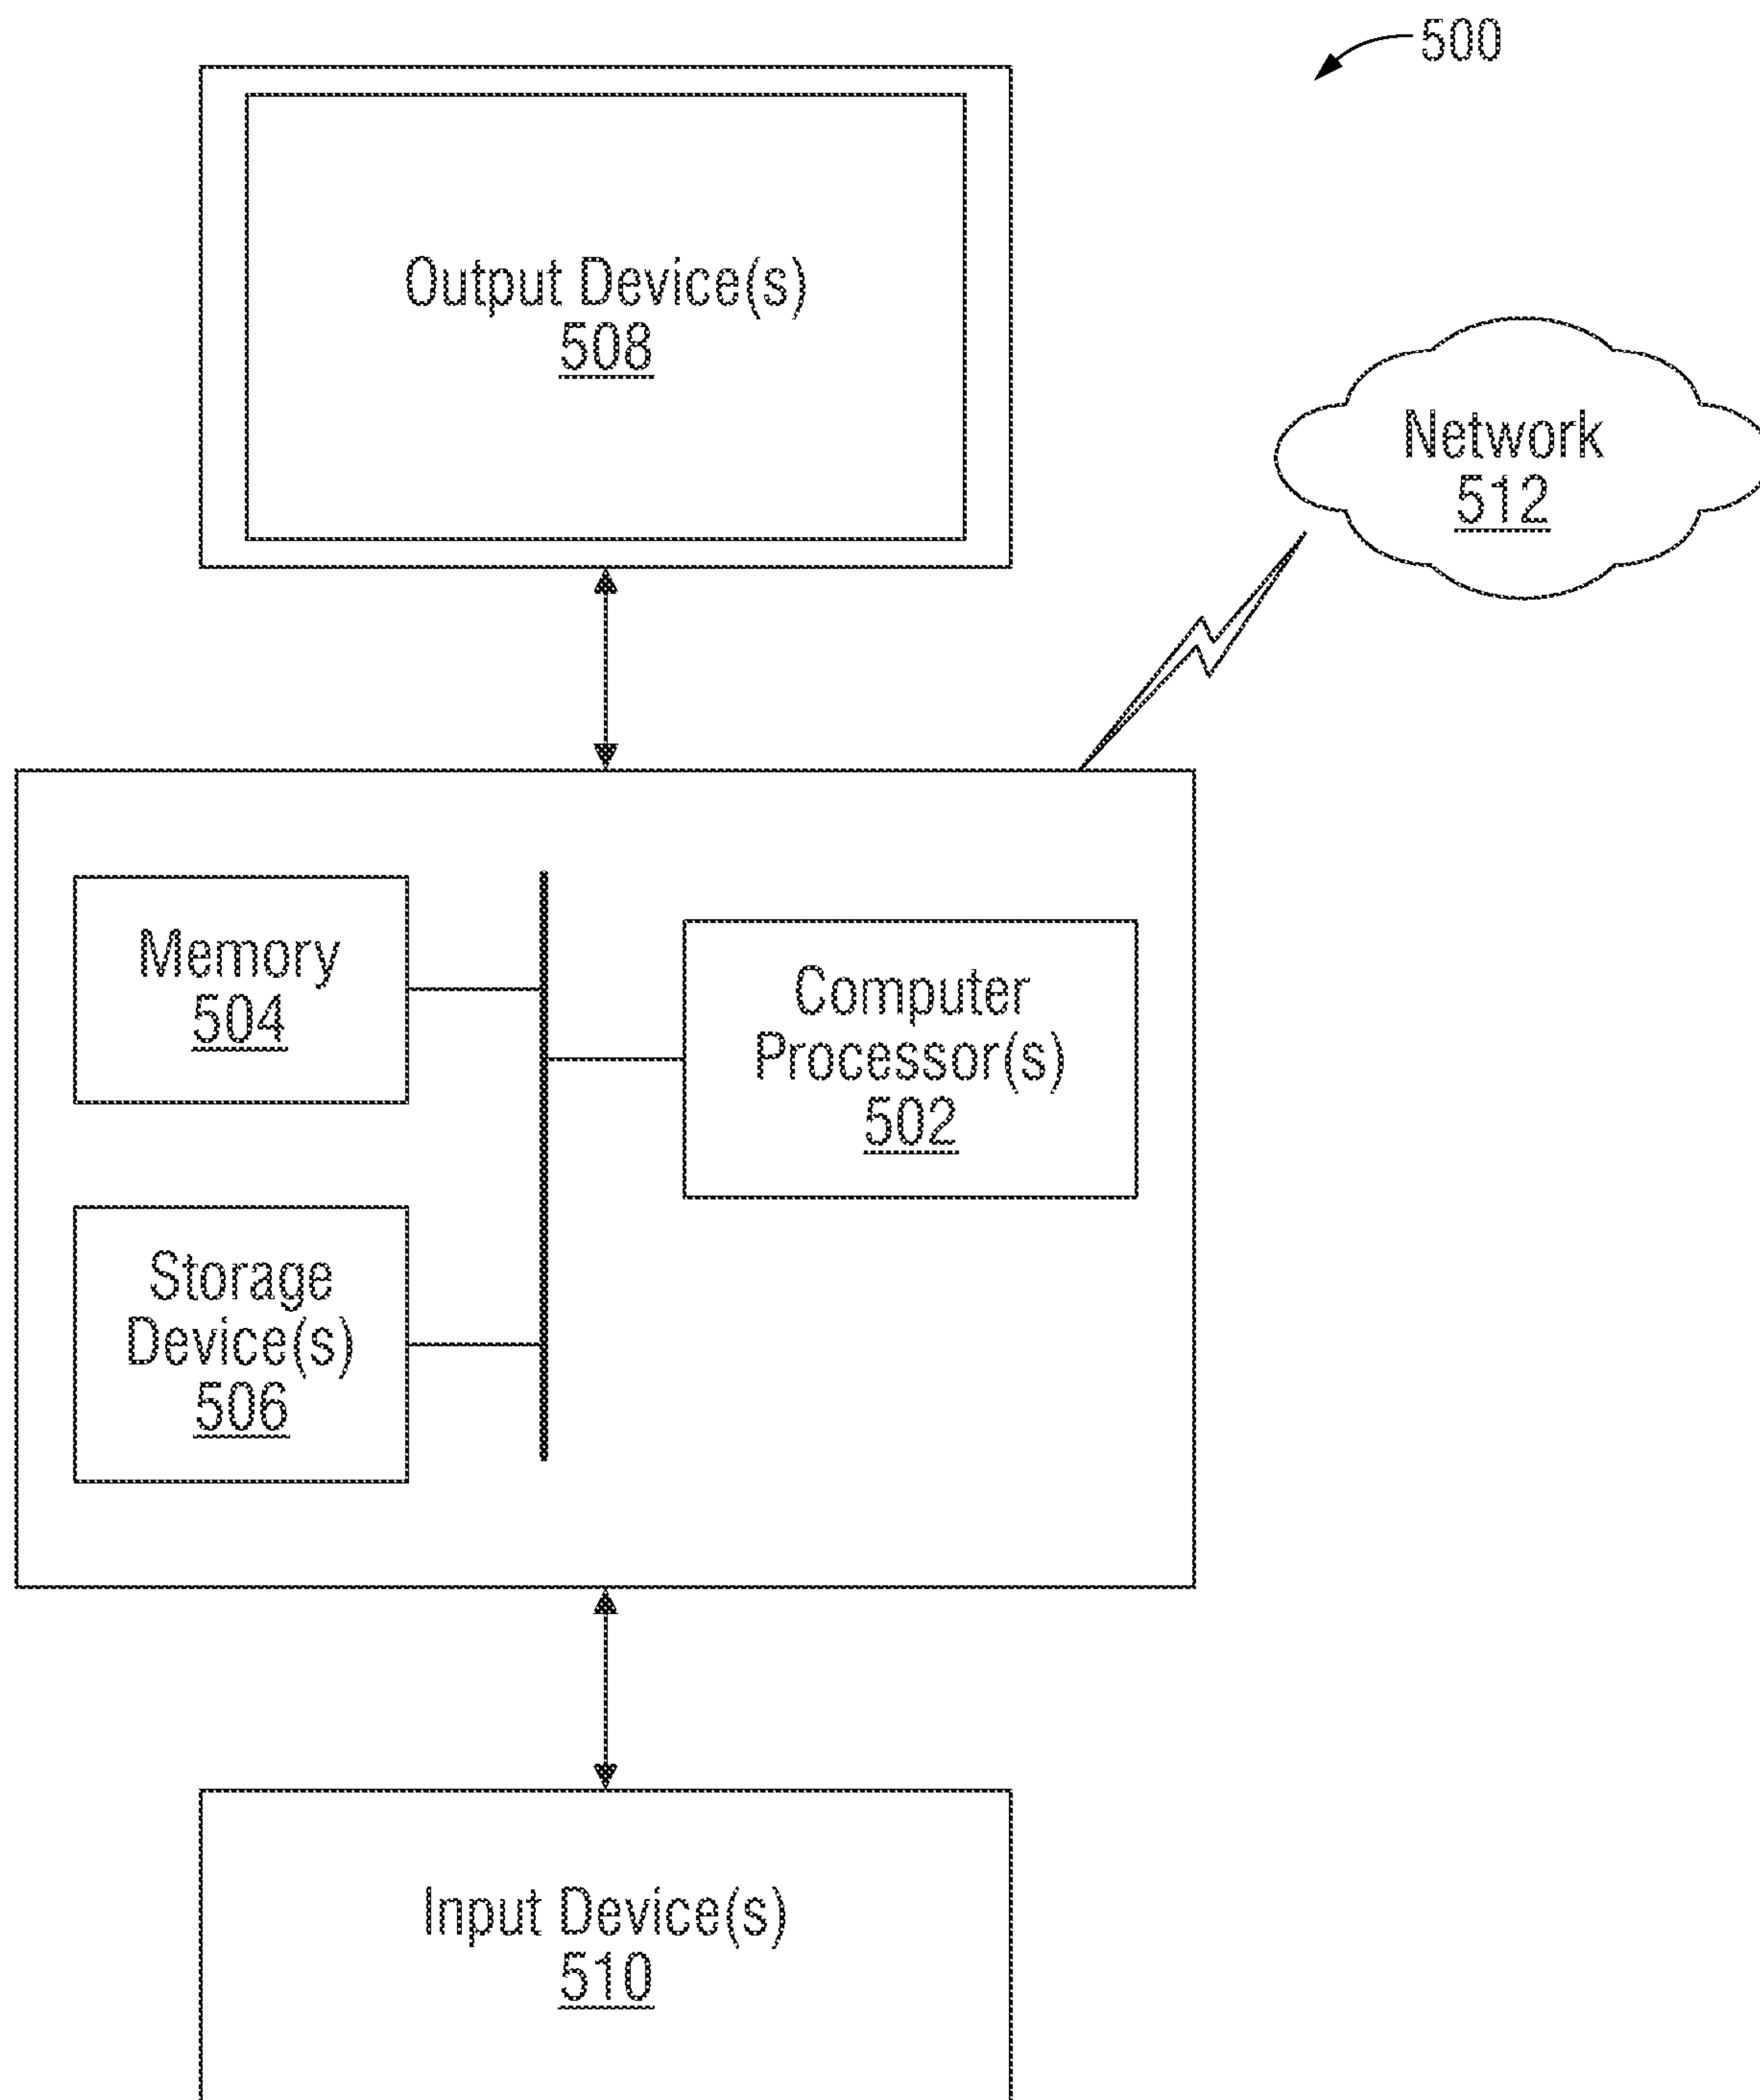 500
Output Device(s)
508
Network
512
Memory
504
Computer
Processor(s)
502
Storage
Device(s)
506
Input Device(s)
510